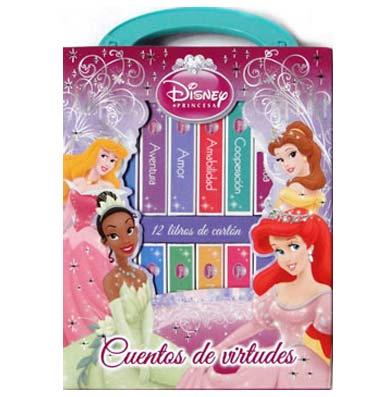 Disney
PRINCESA
Aventura
Amor
Amabilidad
Cooperación
12 libros de cartón
Cuentos de virtudes